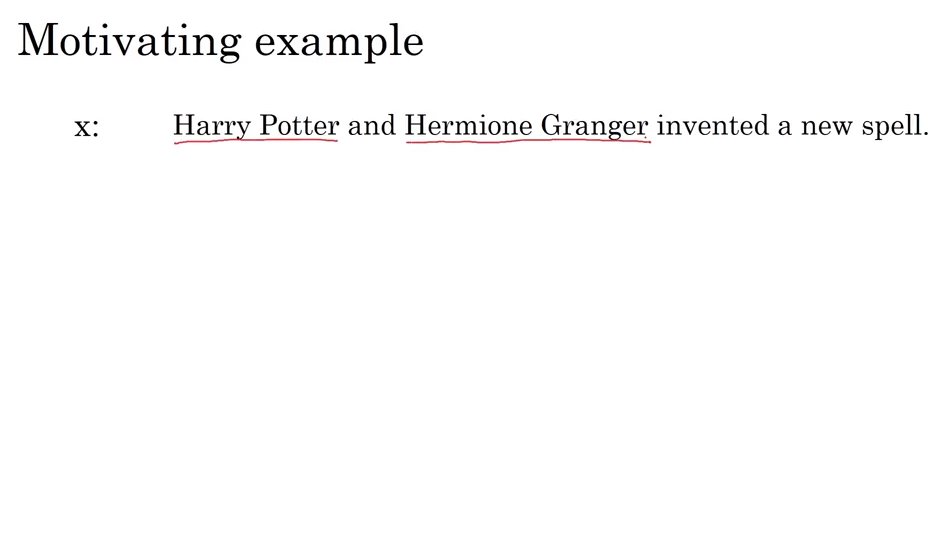 Motivating example
x: Harry Potter and Hermione Granger invented a new spell.